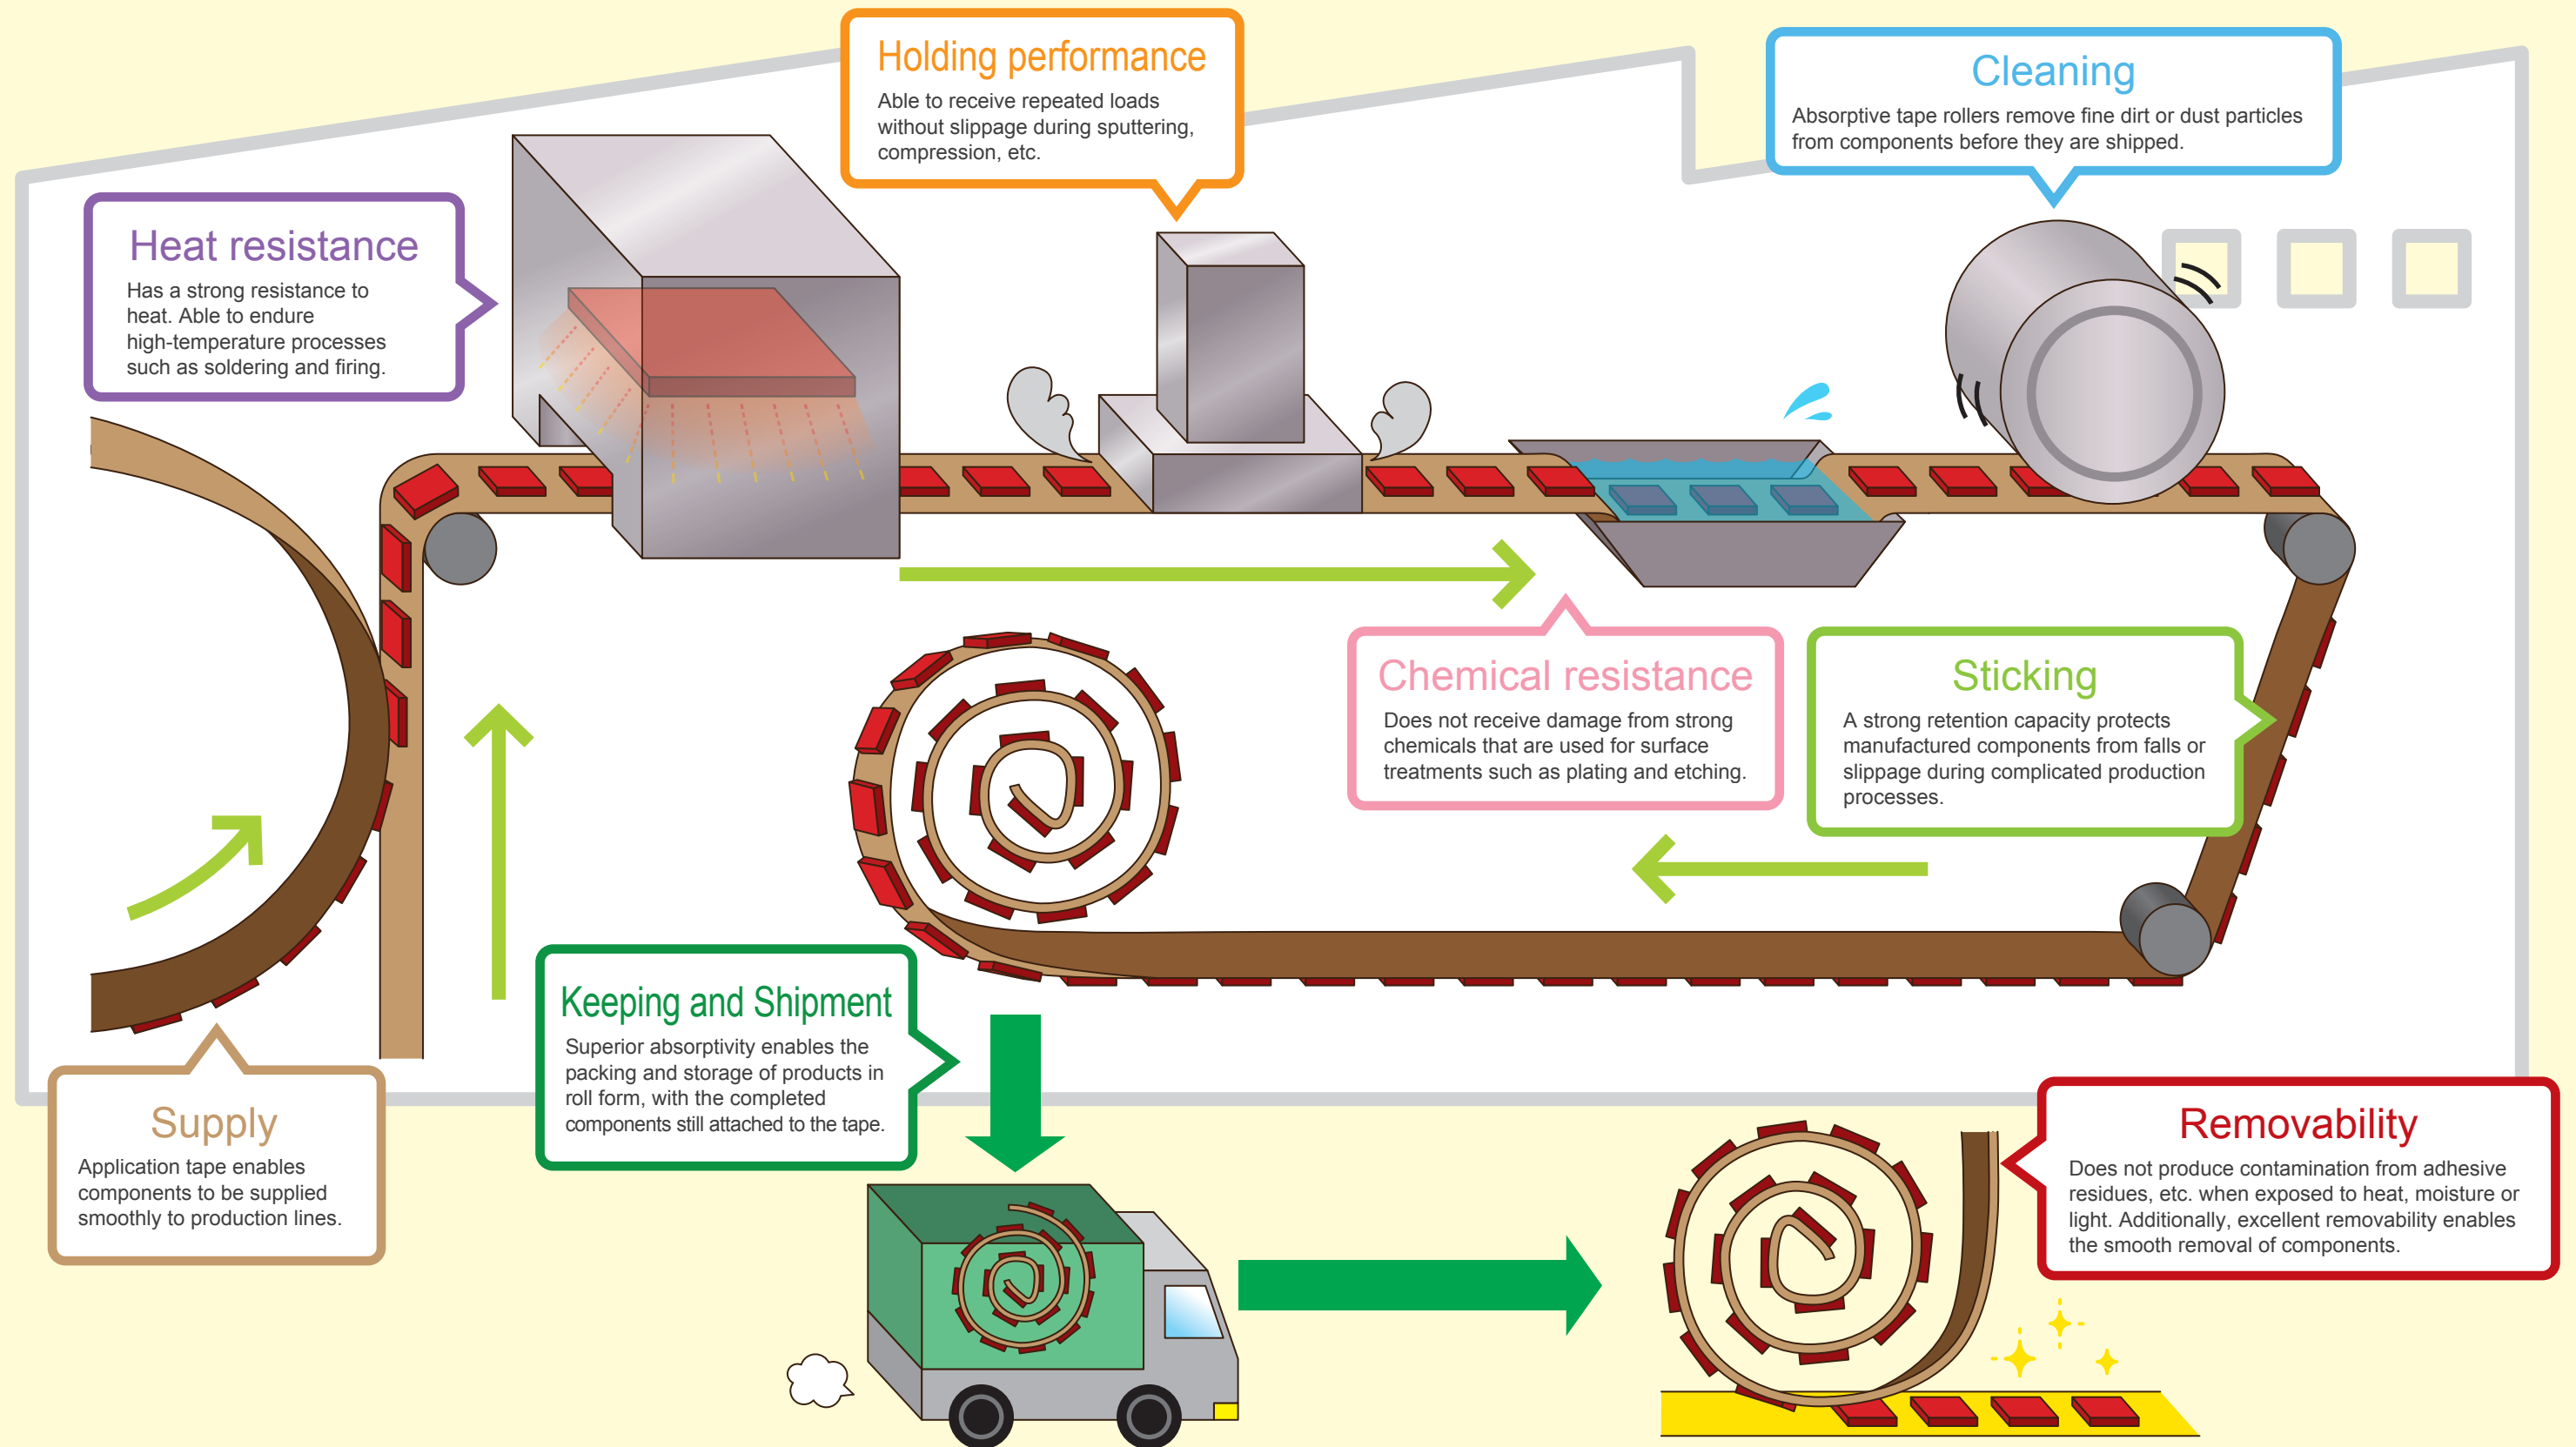 Holding performance
Able to receive repeated loads
without slippage during sputtering,
compression, etc.
Cleaning
Absorptive tape rollers remove fine dirt or dust particles
from components before they are shipped.
Heat resistance
Has a strong resistance to
heat. Able to endure
high-temperature processes
such as soldering and firing.
Chemical resistance
Does not receive damage from strong
chemicals that are used for surface
treatments such as plating and etching.
Sticking
A strong retention capacity protects
manufactured components from falls or
slippage during complicated production
processes.
Keeping and Shipment
Superior absorptivity enables the
packing and storage of products in
roll form, with the completed
components still attached to the tape.
Supply
Application tape enables
components to be supplied
smoothly to production lines.
Removability
Does not produce contamination from adhesive
residues, etc. when exposed to heat, moisture or
light. Additionally, excellent removability enables
the smooth removal of components.